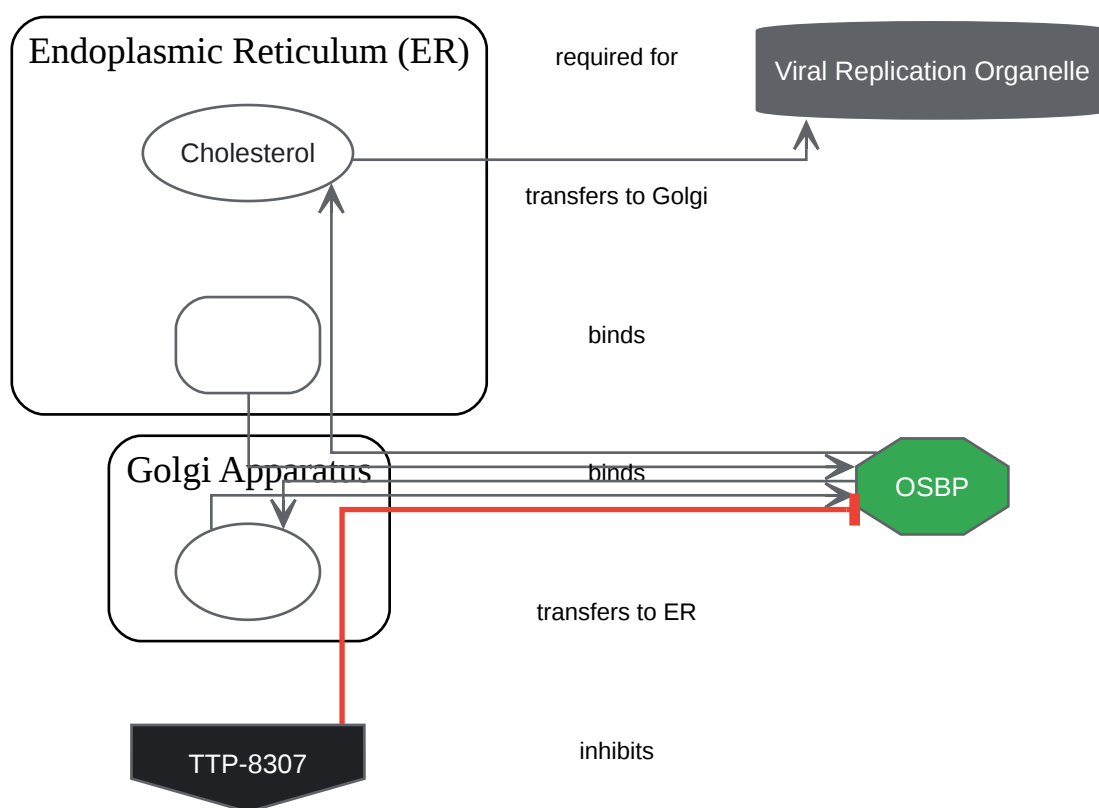 Endoplasmic Reticulum (ER)
required for
Viral Replication Organelle
Cholesterol
transfers to Golgi
binds
Golgi Apparatus
binds
OSBP
transfers to ER
TTP-8307
inhibits